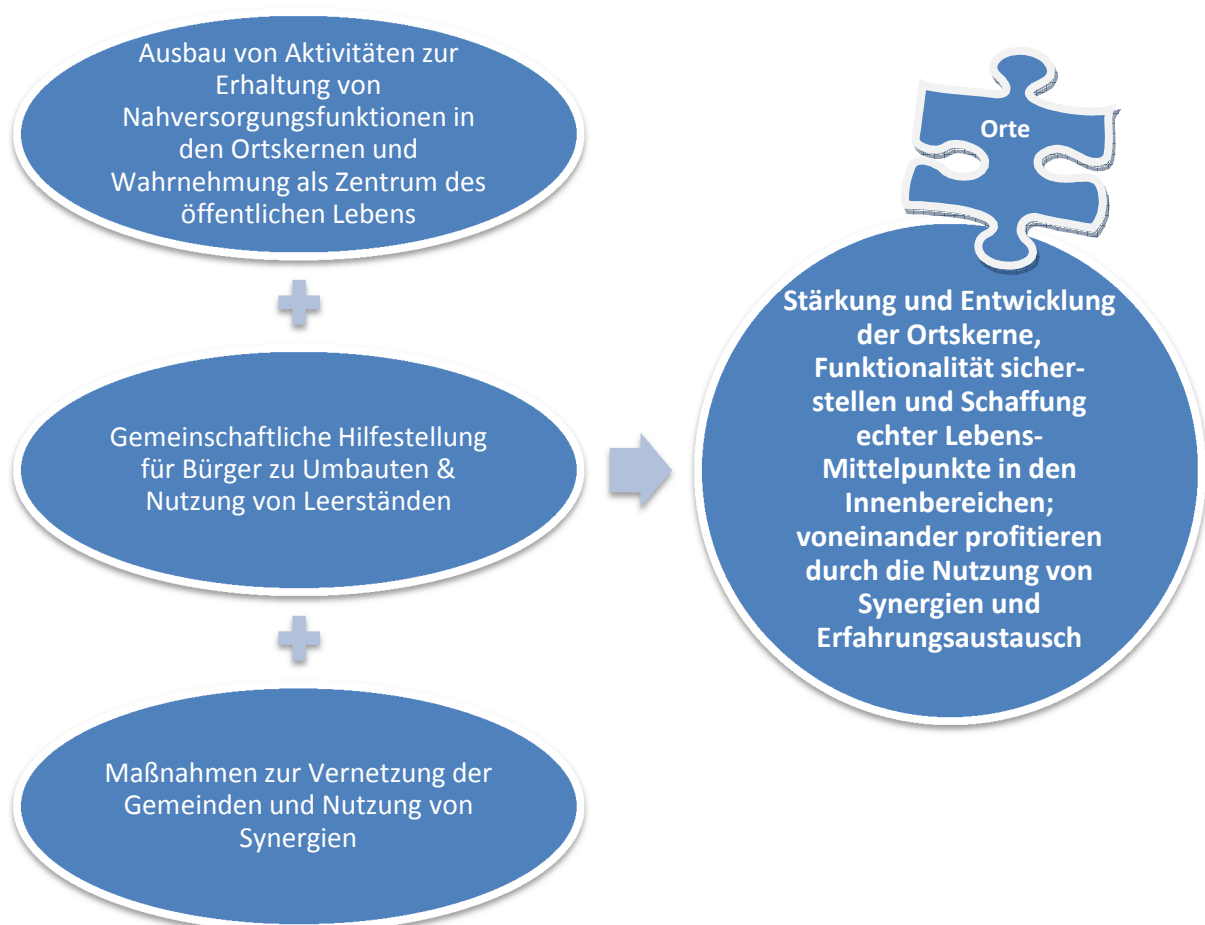 Ausbau von Aktivitäten zur
Erhaltung von
Nahversorgungsfunktionen in
den Ortskernen und
Wahrnehmung als Zentrum des
öffentlichen Lebens
Gemeinschaftliche Hilfestellung
für Bürger zu Umbauten &
Nutzung von Leerständen
Maßnahmen zur Vernetzung der
Gemeinden und Nutzung von
Synergien
Orte
Stärkung und Entwicklung
der Ortskerne,
Funktionalität sicher-
stellen und Schaffung
echter Lebens-
Mittelpunkte in den
Innenbereichen;
voneinander profitieren
durch die Nutzung von
Synergien und
Erfahrungsaustausch